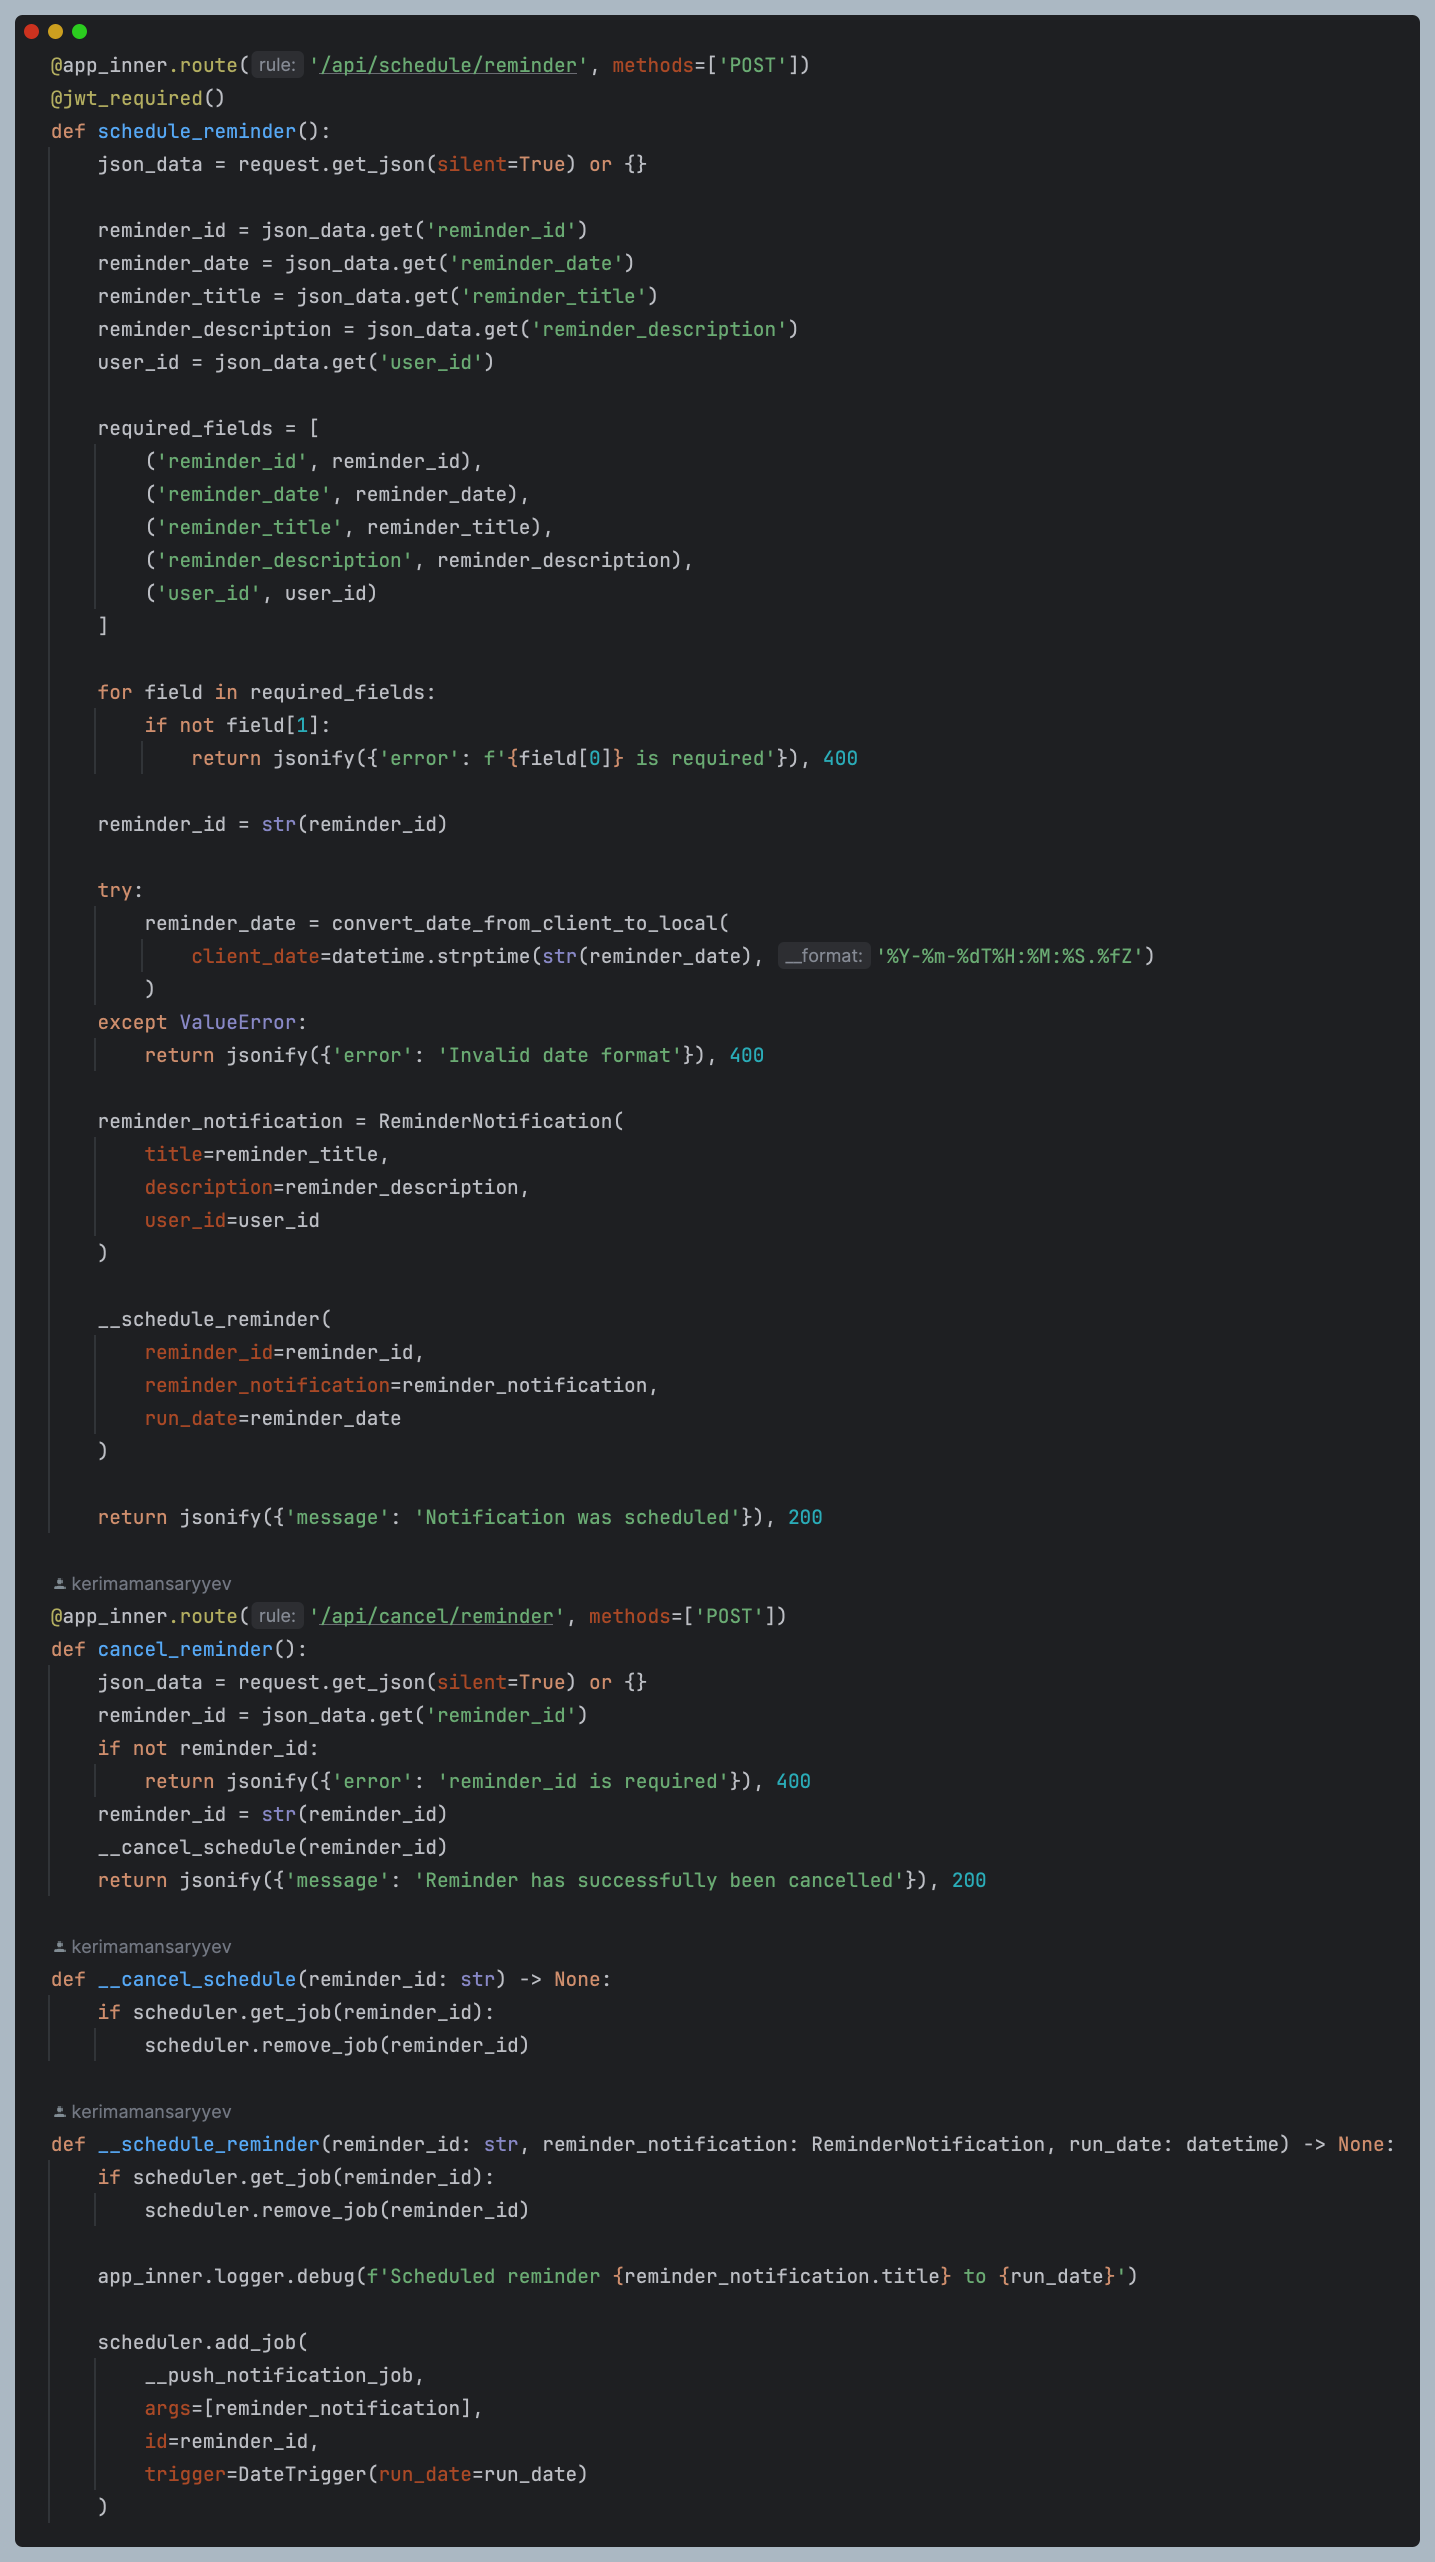 @app_inner.route( rule: '/api/schedule/reminder', methods=['POST'])
@jwt_required()
def schedule_reminder():
    json_data = request.get_json(silent=True) or {}

    reminder_id = json_data.get('reminder_id')
    reminder_date = json_data.get('reminder_date')
    reminder_title = json_data.get('reminder_title')
    reminder_description = json_data.get('reminder_description')
    user_id = json_data.get('user_id')

    required_fields = [
        ('reminder_id', reminder_id),
        ('reminder_date', reminder_date),
        ('reminder_title', reminder_title),
        ('reminder_description', reminder_description),
        ('user_id', user_id)
    ]

    for field in required_fields:
        if not field[1]:
            return jsonify({'error': f'{field[0]} is required'}), 400

    reminder_id = str(reminder_id)

    try:
        reminder_date = convert_date_from_client_to_local(
            client_date=datetime.strptime(str(reminder_date), __format: '%Y-%m-%dT%H:%M:%S.%fZ')
        )
    except ValueError:
        return jsonify({'error': 'Invalid date format'}), 400

    reminder_notification = ReminderNotification(
        title=reminder_title,
        description=reminder_description,
        user_id=user_id
    )

    __schedule_reminder(
        reminder_id=reminder_id,
        reminder_notification=reminder_notification,
        run_date=reminder_date
    )

    return jsonify({'message': 'Notification was scheduled'}), 200

kerimamansaryyev
@app_inner.route( rule: '/api/cancel/reminder', methods=['POST'])
def cancel_reminder():
    json_data = request.get_json(silent=True) or {}
    reminder_id = json_data.get('reminder_id')
    if not reminder_id:
        return jsonify({'error': 'reminder_id is required'}), 400
    reminder_id = str(reminder_id)
    __cancel_schedule(reminder_id)
    return jsonify({'message': 'Reminder has successfully been cancelled'}), 200

kerimamansaryyev
def __cancel_schedule(reminder_id: str) -> None:
    if scheduler.get_job(reminder_id):
        scheduler.remove_job(reminder_id)

kerimamansaryyev
def __schedule_reminder(reminder_id: str, reminder_notification: ReminderNotification, run_date: datetime) -> None:
    if scheduler.get_job(reminder_id):
        scheduler.remove_job(reminder_id)

    app_inner.logger.debug(f'Scheduled reminder {reminder_notification.title} to {run_date}')

    scheduler.add_job(
        __push_notification_job,
        args=[reminder_notification],
        id=reminder_id,
        trigger=DateTrigger(run_date=run_date)
    )